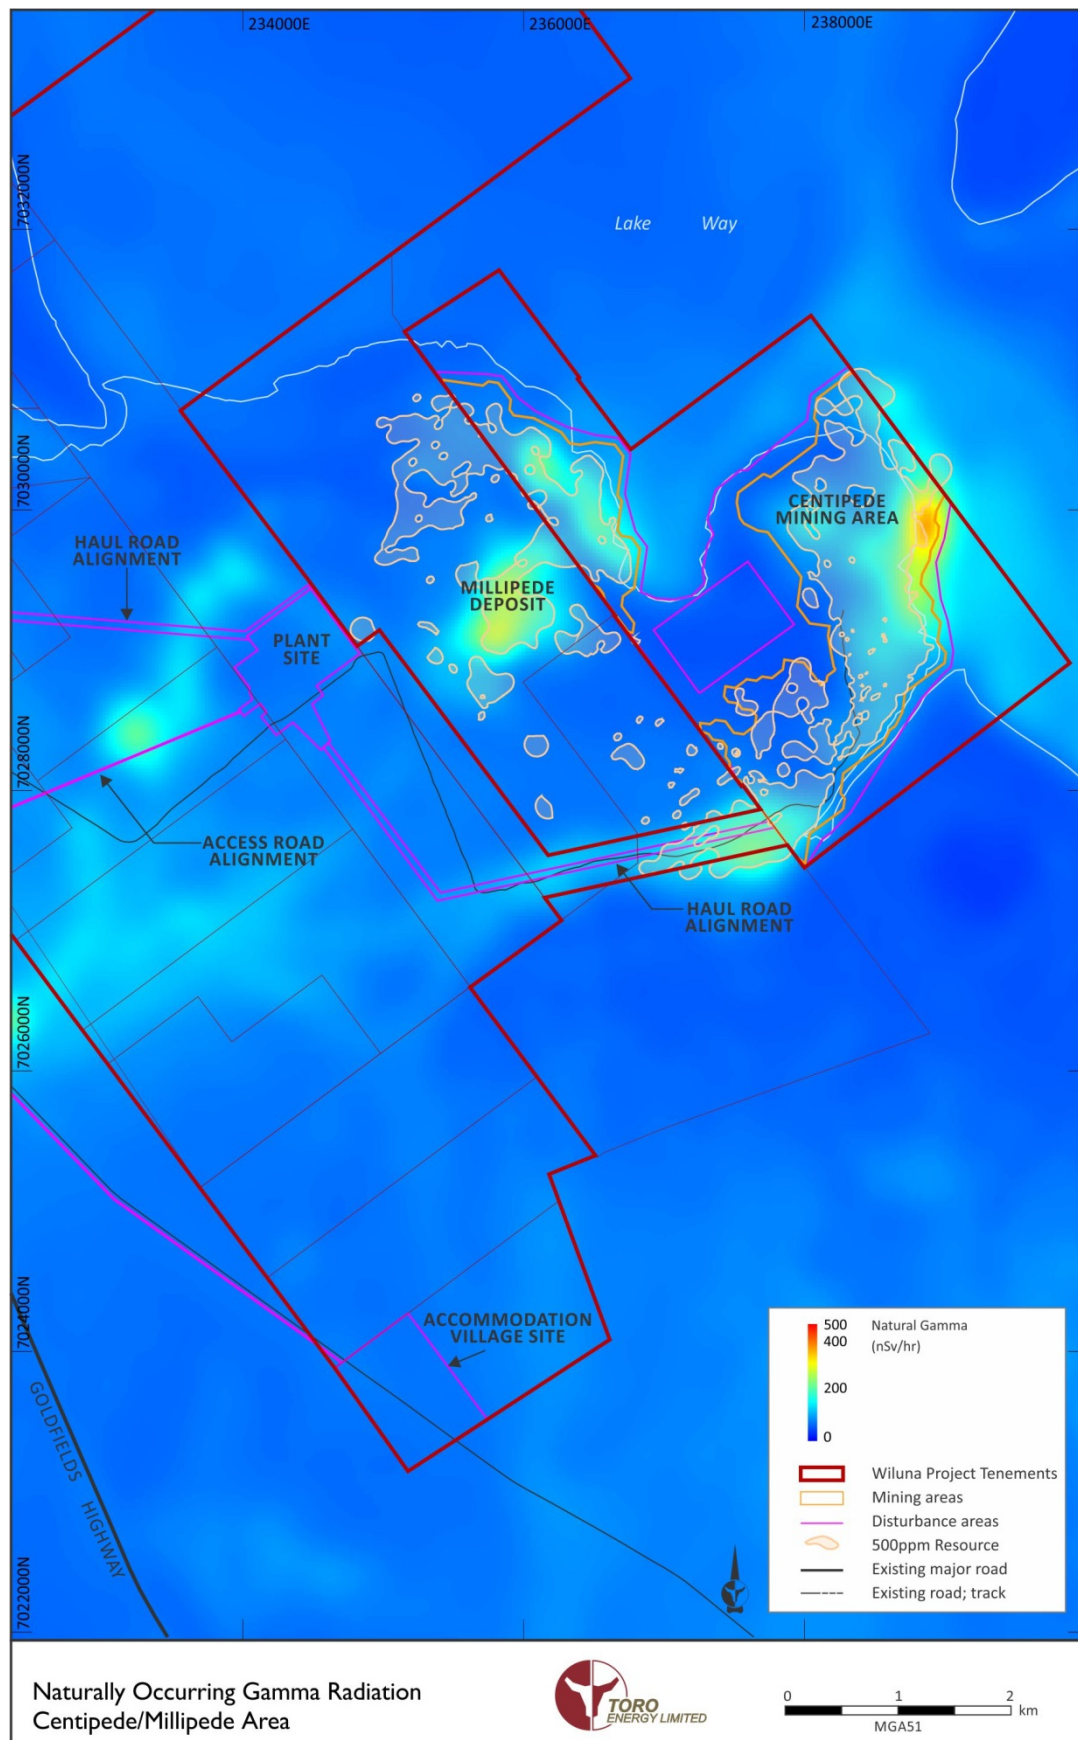 234000E
236000E
238000E
7032000N
Lake Way
7030000N
CENTIPEDE
MINING AREA
HAUL ROAD
ALIGNMENT
MILLIPEDE
DEPOSIT
PLANT
SITE
7028000N
ACCESS ROAD
ALIGNMENT
HAUL ROAD
ALIGNMENT
7026000N
7024000N
ACCOMMODATION
VILLAGE SITE
GOLDFIELDS HIGHWAY
7022000N
500
400
200
0
Natural Gamma
(nSv/hr)
Wiluna Project Tenements
Mining areas
Disturbance areas
500ppm Resource
Existing major road
Existing road; track
Naturally Occurring Gamma Radiation
Centipede/Millipede Area
TORO
ENERGY LIMITED
0 1 2
km
MGA51